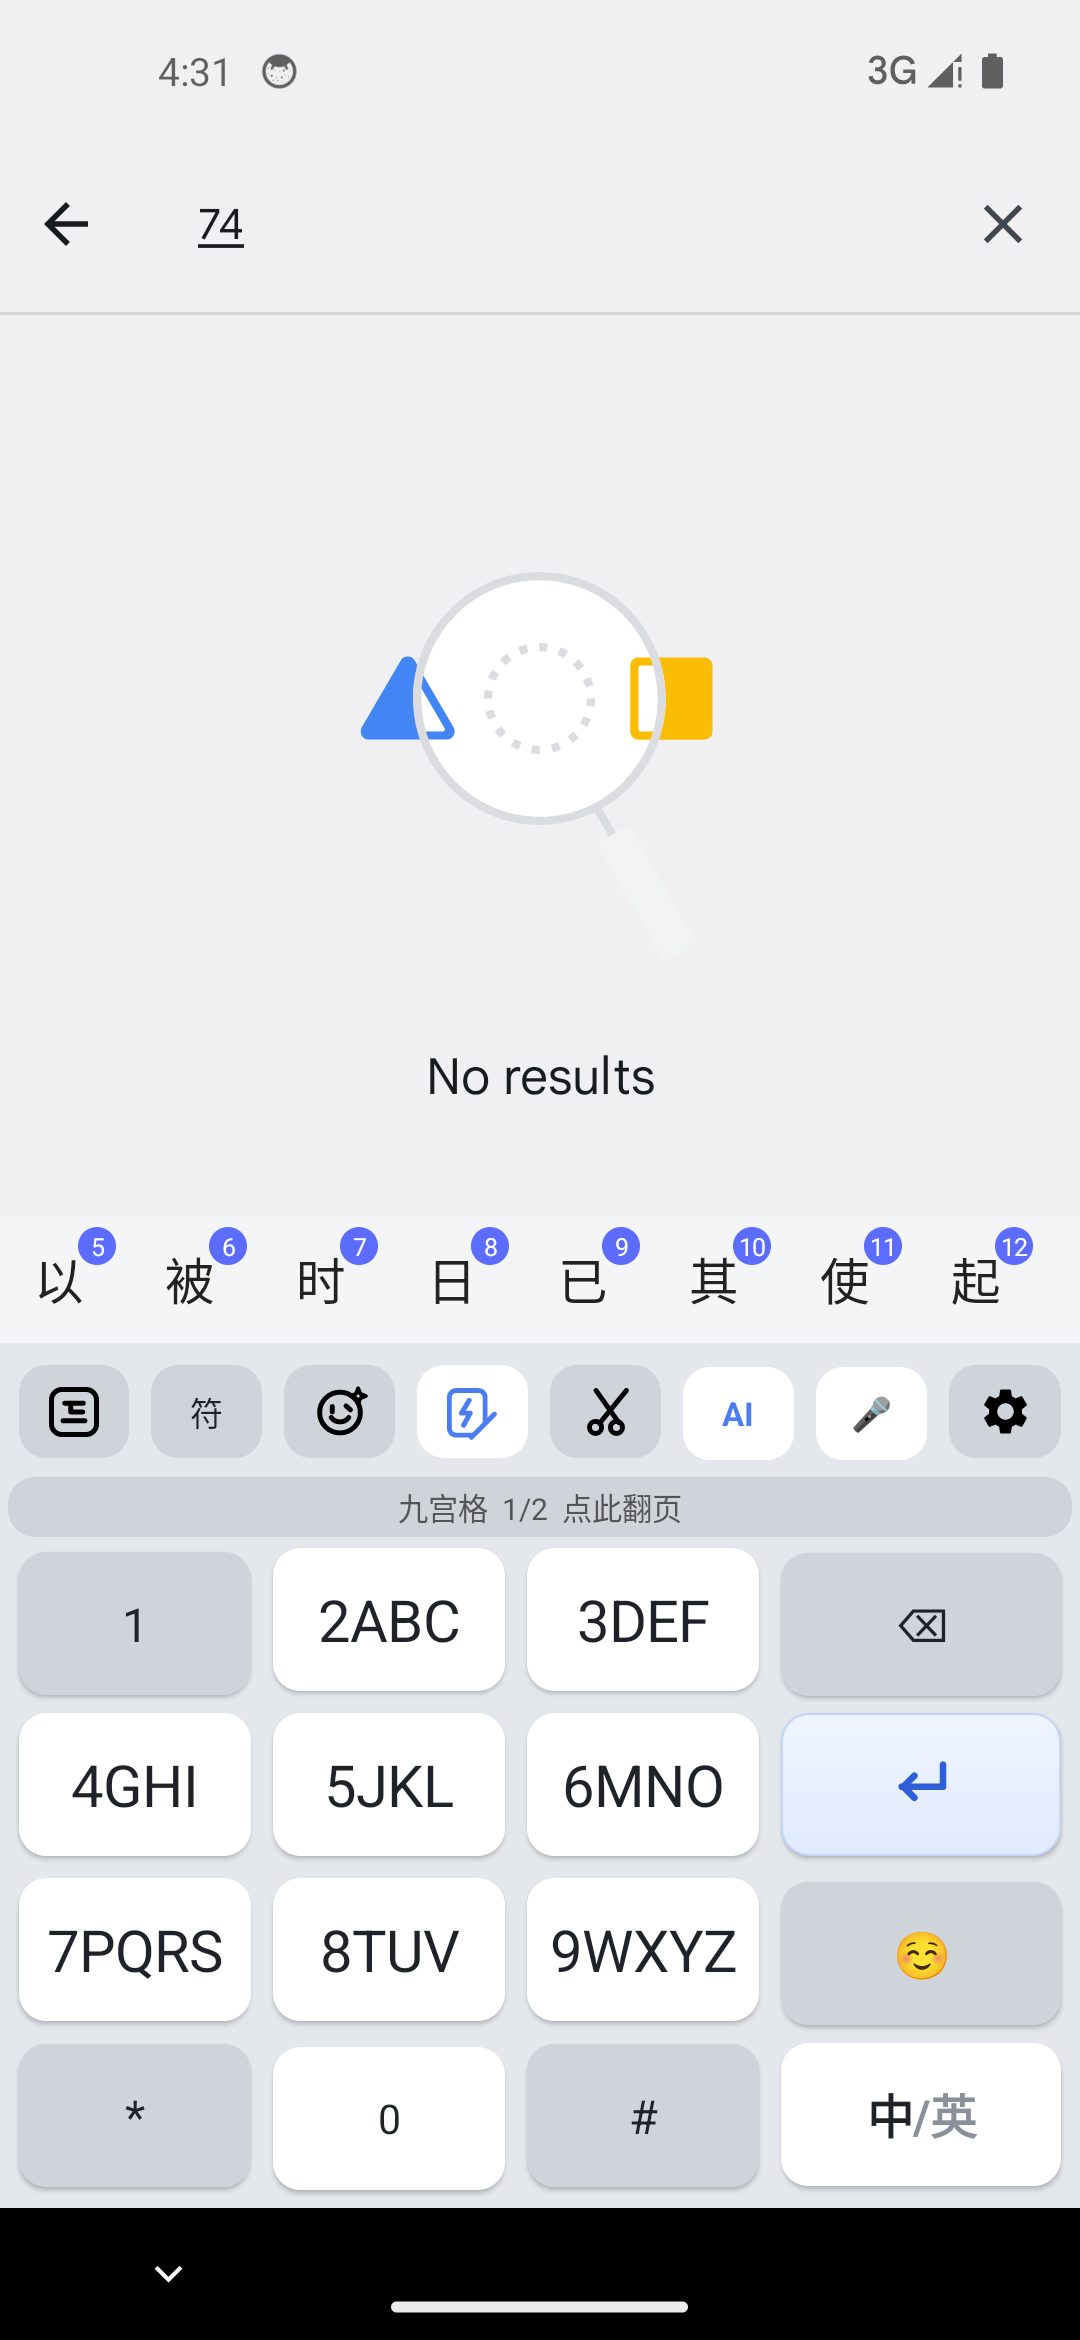 4:31 3G
74
No results
以 5 被 6 时 7 日 8 已 9 其 10 使 11 起 12
符 AI
九宫格 1/2 点此翻页
1 2ABC 3DEF
4GHI 5JKL 6MNO
7PQRS 8TUV 9WXYZ
* 0 # 中/英